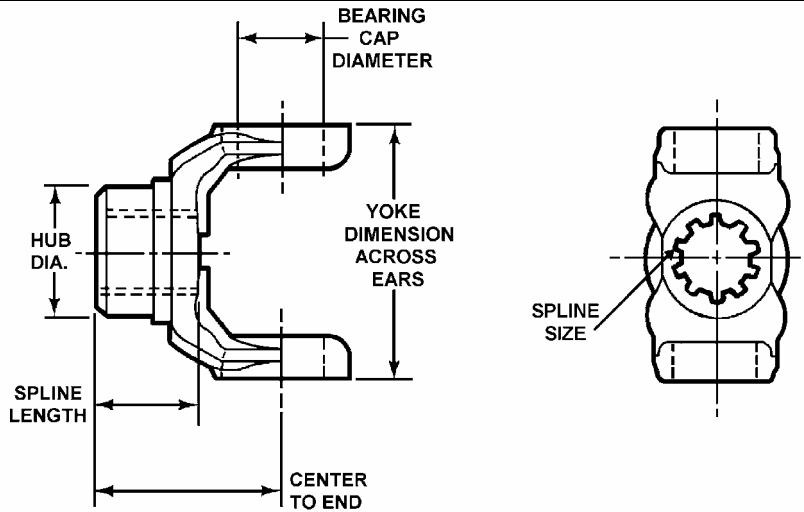 BEARING
CAP
DIAMETER
HUB
DIA.
YOKE
DIMENSION
ACROSS
EARS
SPLINE
SIZE
SPLINE
LENGTH
CENTER
TO END